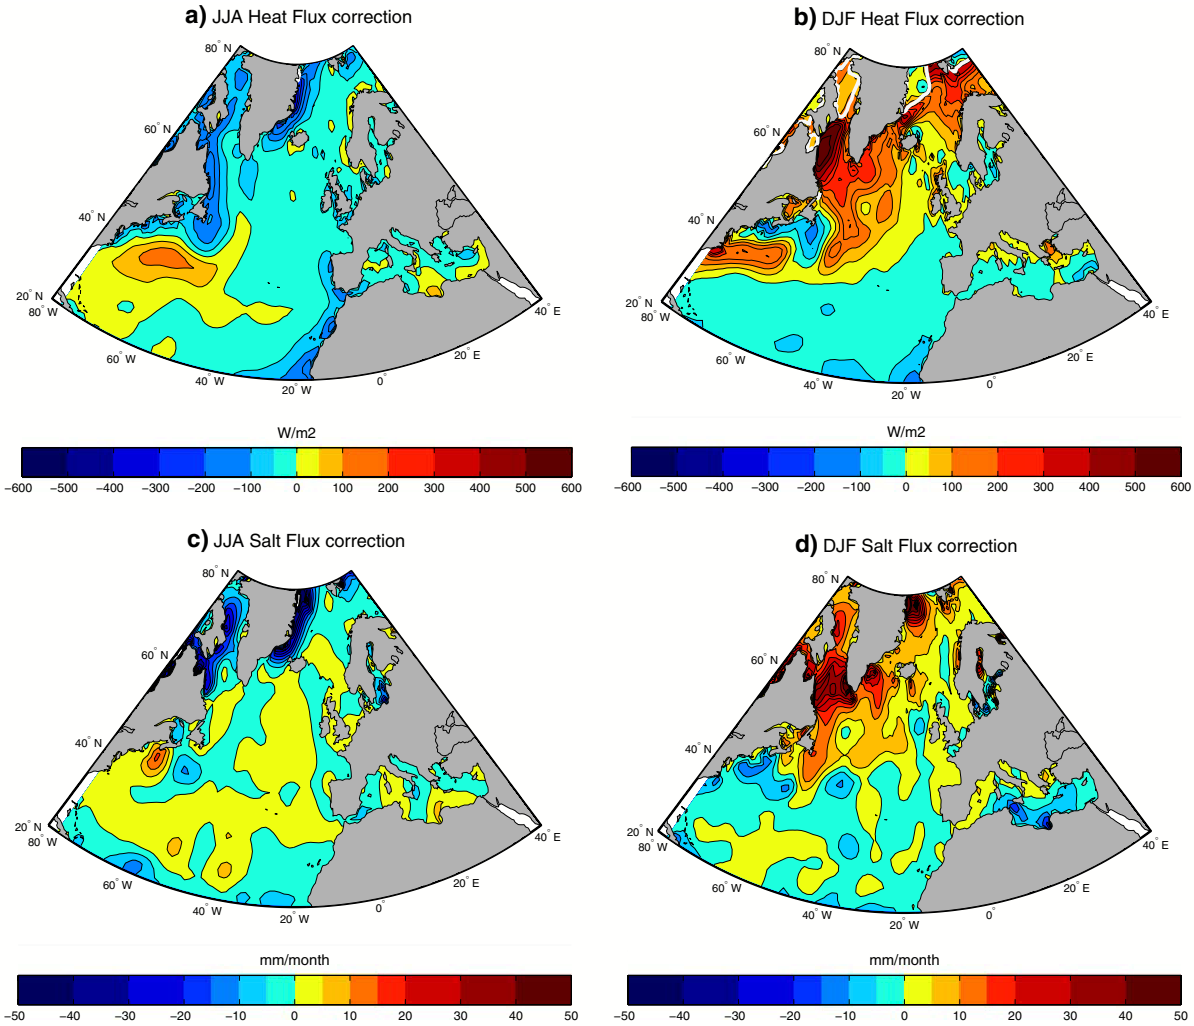 a) JJA Heat Flux correction
80° N
60° N
40° N
20° N
80° W
60° W
40° W
20° W
0°
20° E
40° E
W/m2
−600 −500 −400 −300 −200 −100 0 100 200 300 400 500 600
b) DJF Heat Flux correction
80° N
60° N
40° N
20° N
80° W
60° W
40° W
20° W
0°
20° E
40° E
W/m2
−600 −500 −400 −300 −200 −100 0 100 200 300 400 500 600
c) JJA Salt Flux correction
80° N
60° N
40° N
20° N
80° W
60° W
40° W
20° W
0°
20° E
40° E
mm/month
−50 −40 −30 −20 −10 0 10 20 30 40 50
d) DJF Salt Flux correction
80° N
60° N
40° N
20° N
80° W
60° W
40° W
20° W
0°
20° E
40° E
mm/month
−50 −40 −30 −20 −10 0 10 20 30 40 50